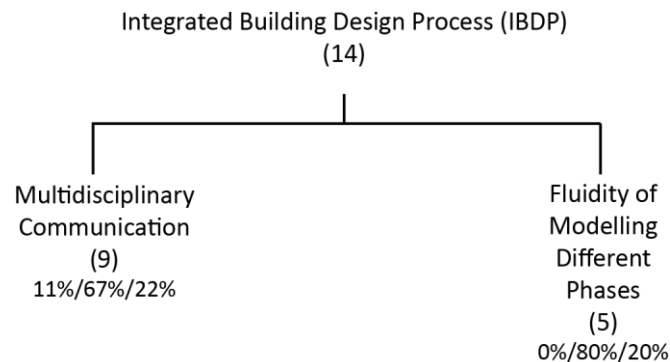 Integrated Building Design Process (IBDP)
(14)
Multidisciplinary
Communication
(9)
11%/67%/22%
Fluidity of
Modelling
Different
Phases
(5)
0%/80%/20%